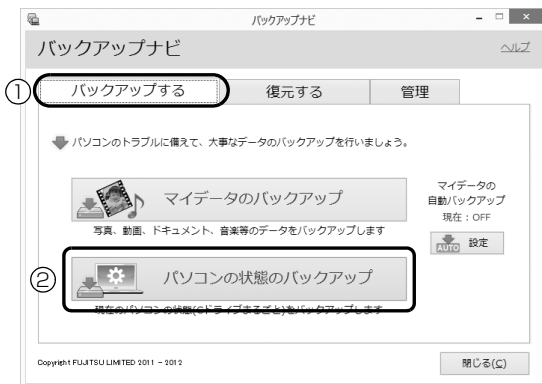 バックアップナビ
バックアップナビ
ヘルプ
① バックアップする 復元する 管理
パソコンのトラブルに備えて、大事なデータのバックアップを行いましょう。
マイデータのバックアップ
写真、動画、ドキュメント、音楽等のデータをバックアップします
マイデータの
自動バックアップ
現在：OFF
AUTO 設定
② パソコンの状態のバックアップ
現在のパソコンの状態(Cドライブまるごと)をバックアップします
Copyright FUJITSU LIMITED 2011 - 2012
閉じる(C)